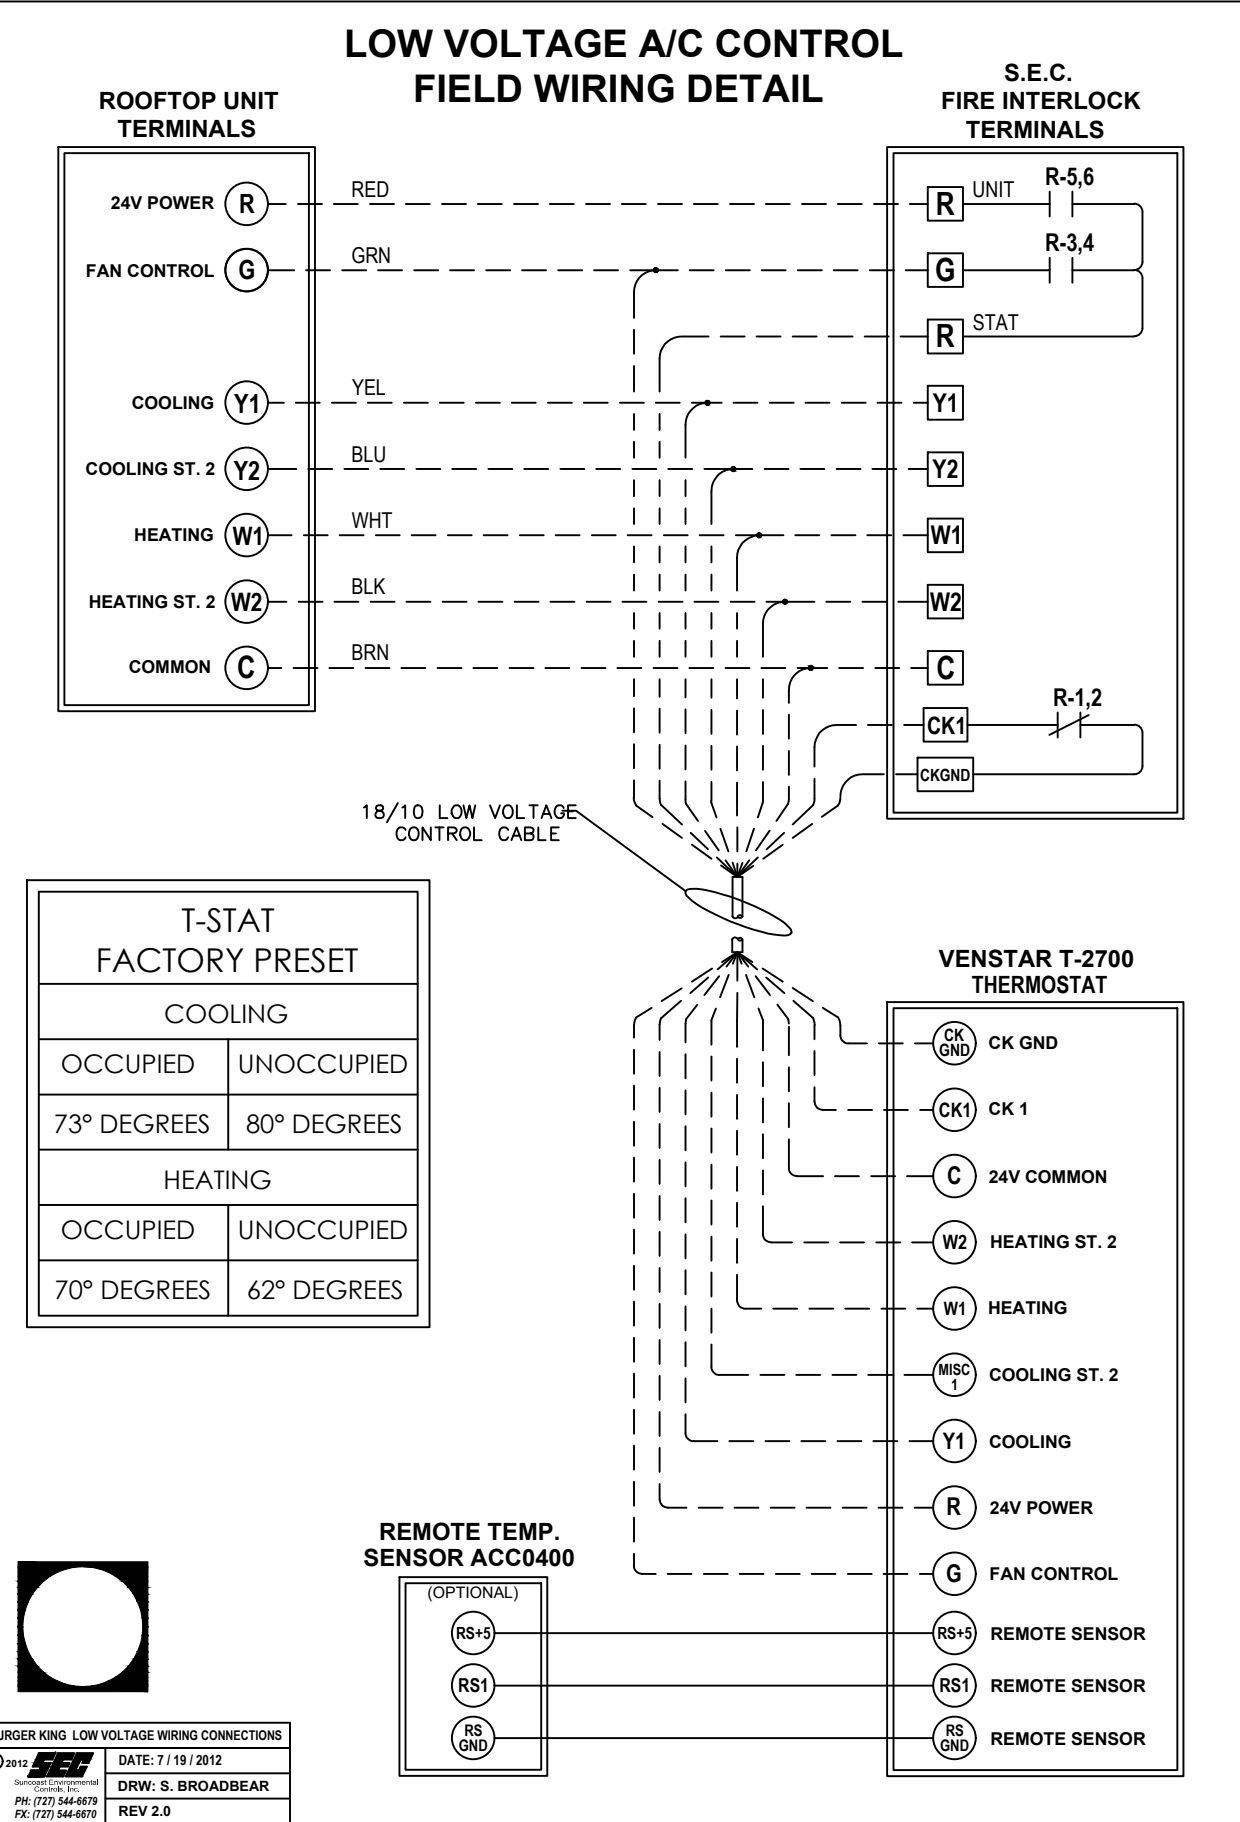 LOW VOLTAGE A/C CONTROL
FIELD WIRING DETAIL
ROOFTOP UNIT
TERMINALS
24V POWER R
FAN CONTROL G
COOLING Y1
COOLING ST. 2 Y2
HEATING W1
HEATING ST. 2 W2
COMMON C
RED
GRN
YEL
BLU
WHT
BLK
BRN
S.E.C.
FIRE INTERLOCK
TERMINALS
R UNIT R-5,6
G R-3,4
R STAT
Y1
Y2
W1
W2
C
CK1 R-1,2
CKGND
18/10 LOW VOLTAGE
CONTROL CABLE
T-STAT
FACTORY PRESET
COOLING
OCCUPIED UNOCCUPIED
73° DEGREES 80° DEGREES
HEATING
OCCUPIED UNOCCUPIED
70° DEGREES 62° DEGREES
VENSTAR T-2700
THERMOSTAT
CK
GND CK GND
CK1 CK 1
C 24V COMMON
W2 HEATING ST. 2
W1 HEATING
MISC
1 COOLING ST. 2
Y1 COOLING
R 24V POWER
G FAN CONTROL
RS+5 REMOTE SENSOR
RS1 REMOTE SENSOR
RS
GND REMOTE SENSOR
REMOTE TEMP.
SENSOR ACC0400
(OPTIONAL)
RS+5
RS1
RS
GND
URGER KING LOW VOLTAGE WIRING CONNECTIONS
2012 SEC
Suncoast Environmental
Controls, Inc.
PH: (727) 544-6679
FX: (727) 544-6670
DATE: 7 / 19 / 2012
DRW: S. BROADBEAR
REV 2.0